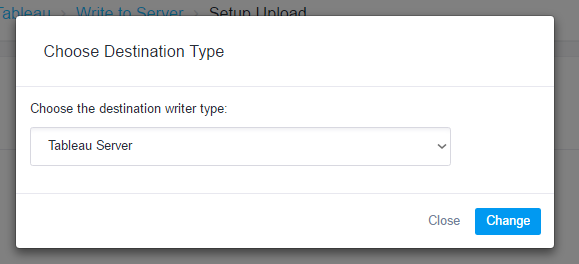 Tableau > Write to Server > Setup Upload
Choose Destination Type
Choose the destination writer type:
Tableau Server
Close Change